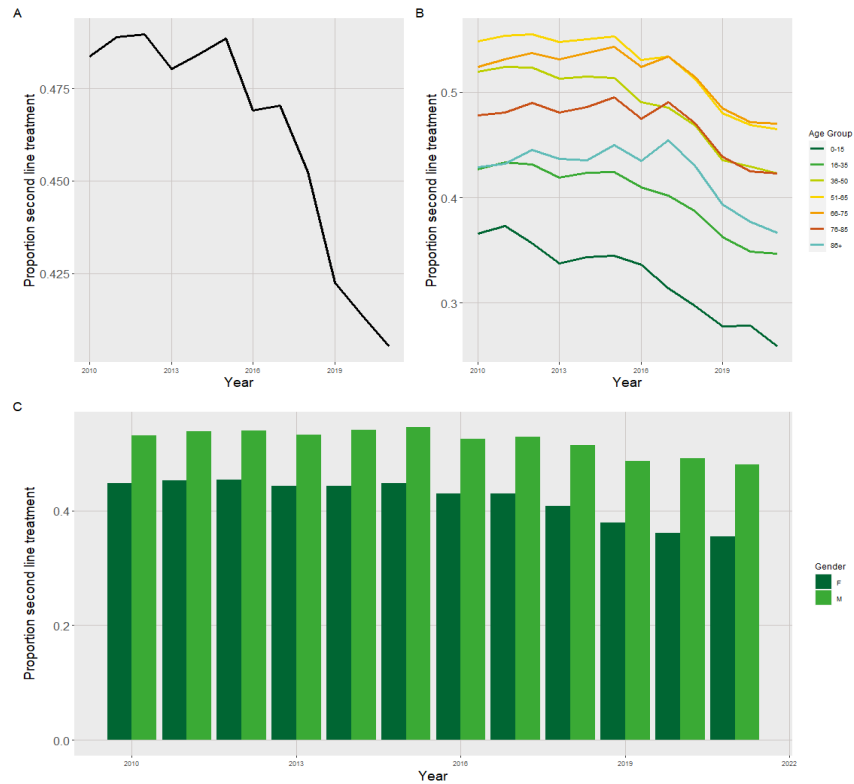 A
Proportion second line treatment
0.475
0.450
0.425
2010
2013
2016
2019
Year
B
Proportion second line treatment
0.5
0.4
0.3
2010
2013
2016
2019
Year
Age Group
0-15
16-35
36-50
51-65
66-75
76-85
86+
C
Proportion second line treatment
0.4
0.2
0.0
2010
2013
2016
2019
2022
Year
Gender
F
M